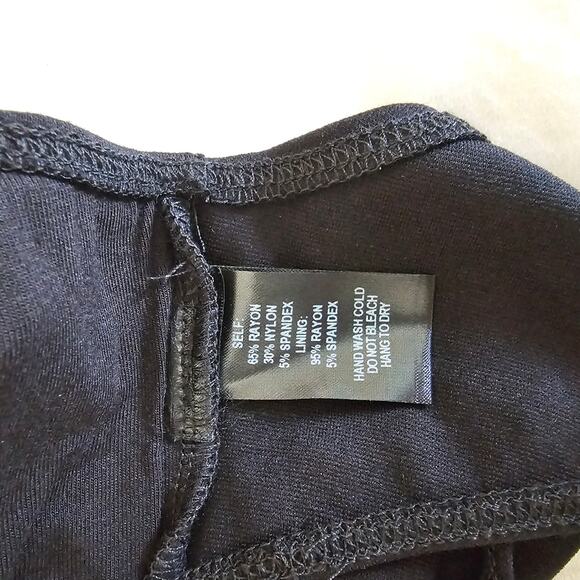 SELF:
65% RAYON
30% NYLON
5% SPANDEX
LINING:
95% RAYON
5% SPANDEX
HAND WASH COLD
DO NOT BLEACH
HANG TO DRY